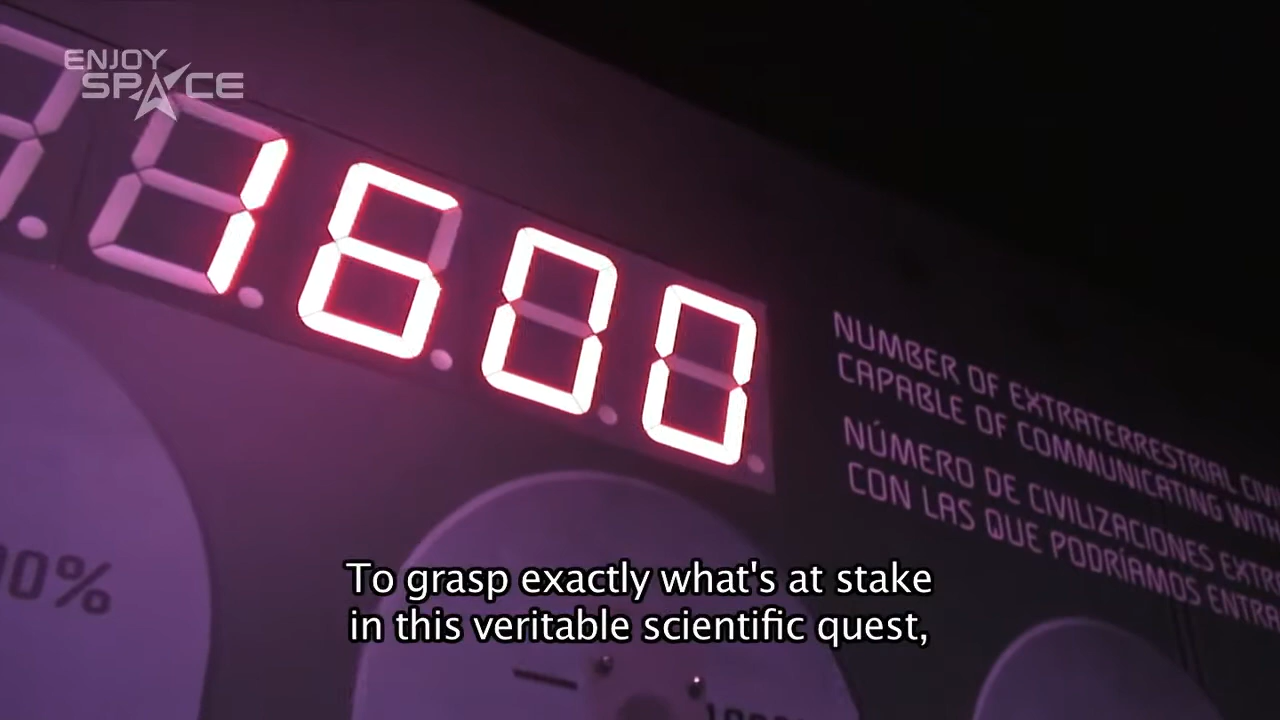 ENJOY
SPACE
1600
NUMBER OF EXTRATERRESTRIAL
CAPABLE OF COMMUNICATING WITH
NÚMERO DE CIVILIZACIONES
CON LAS QUE PODRÍAMOS
To grasp exactly what's at stake
in this veritable scientific quest,